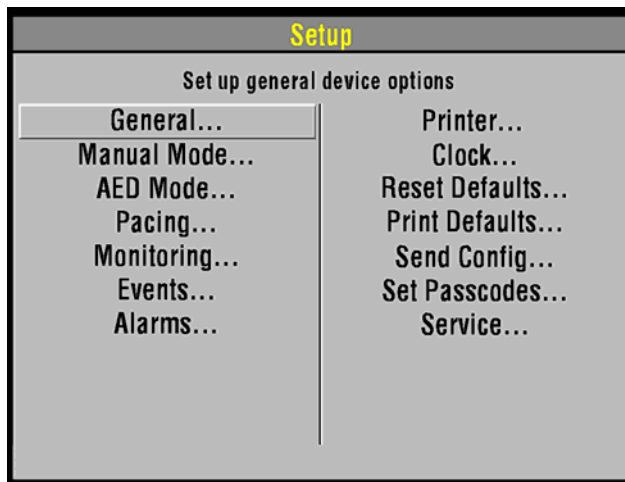 Setup
Set up general device options
General...
Manual Mode...
AED Mode...
Pacing...
Monitoring...
Events...
Alarms...
Printer...
Clock...
Reset Defaults...
Print Defaults...
Send Config...
Set Passcodes...
Service...